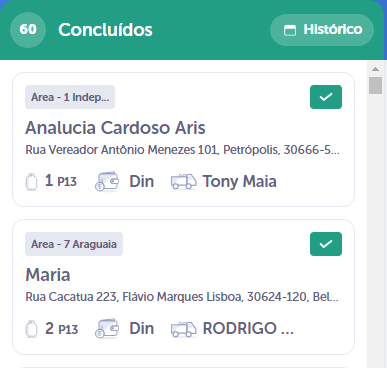 60 Concluídos Histórico
Area - 1 Indep...
Analucia Cardoso Aris
Rua Vereador Antônio Menezes 101, Petrópolis, 30666-5...
1 P13 Din Tony Maia
Area - 7 Araguaia
Maria
Rua Cacatua 223, Flávio Marques Lisboa, 30624-120, Bel...
2 P13 Din RODRIGO ...